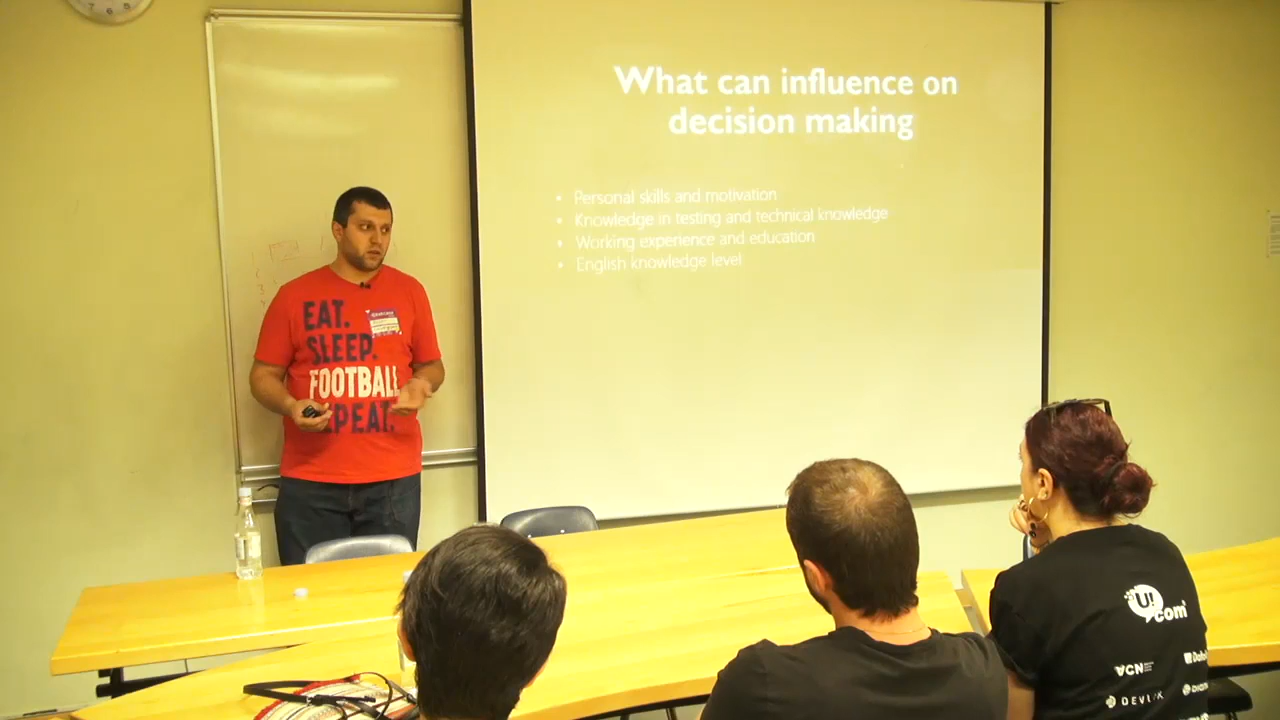 What can influence on
decision making
• Personal skills and motivation
• Knowledge in testing and technical knowledge
• Working experience and education
• English knowledge level
EAT.
SLEEP.
FOOTBALL
REPEAT.
U!
com
VCN